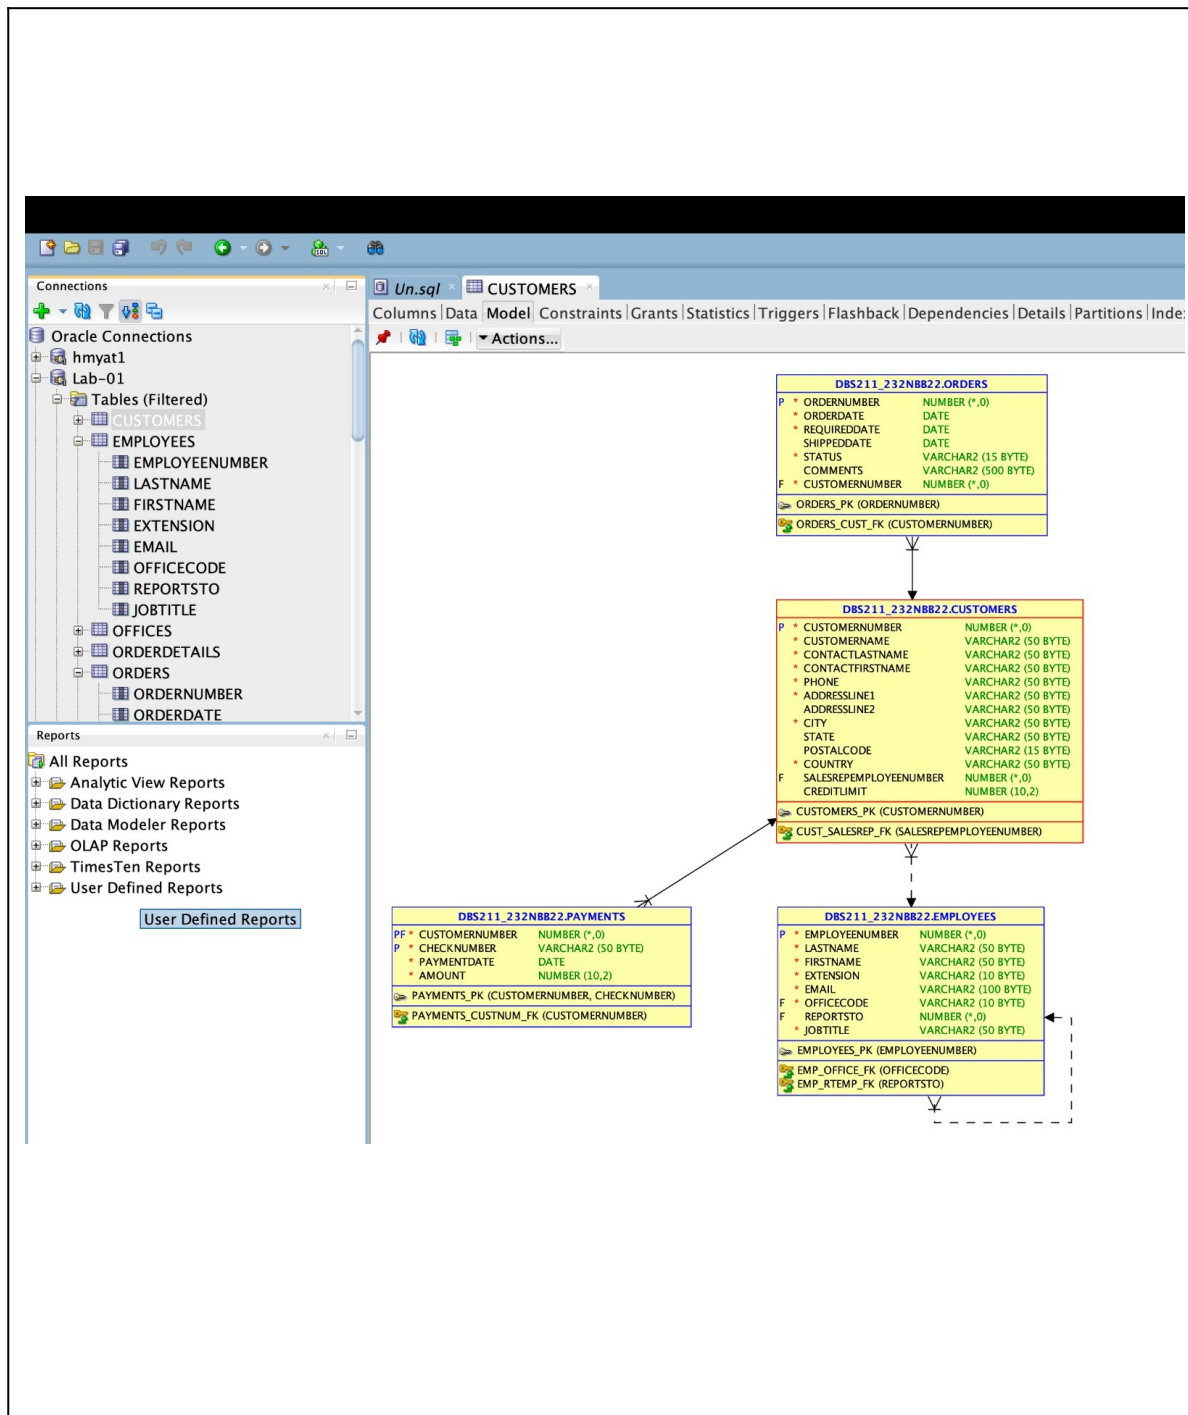 Connections
Oracle Connections
hmyat1
Lab-01
Tables (Filtered)
CUSTOMERS
EMPLOYEES
EMPLOYEENUMBER
LASTNAME
FIRSTNAME
EXTENSION
EMAIL
OFFICECODE
REPORTSTO
JOBTITLE
OFFICES
ORDERDETAILS
ORDERS
ORDERNUMBER
ORDERDATE
Reports
All Reports
Analytic View Reports
Data Dictionary Reports
Data Modeler Reports
OLAP Reports
TimesTen Reports
User Defined Reports
User Defined Reports
Un.sql CUSTOMERS
Columns Data Model Constraints Grants Statistics Triggers Flashback Dependencies Details Partitions Inde
Actions...
DBS211_232NBB22.ORDERS
P * ORDERNUMBER NUMBER (*,0)
* ORDERDATE DATE
* REQUIREDDATE DATE
SHIPPEDDATE DATE
* STATUS VARCHAR2 (15 BYTE)
COMMENTS VARCHAR2 (500 BYTE)
F * CUSTOMERNUMBER NUMBER (*,0)
ORDERS_PK (ORDERNUMBER)
ORDERS_CUST_FK (CUSTOMERNUMBER)
DBS211_232NBB22.CUSTOMERS
P * CUSTOMERNUMBER NUMBER (*,0)
* CUSTOMERNAME VARCHAR2 (50 BYTE)
* CONTACTLASTNAME VARCHAR2 (50 BYTE)
* CONTACTFIRSTNAME VARCHAR2 (50 BYTE)
* PHONE VARCHAR2 (50 BYTE)
* ADDRESSLINE1 VARCHAR2 (50 BYTE)
ADDRESSLINE2 VARCHAR2 (50 BYTE)
* CITY VARCHAR2 (50 BYTE)
STATE VARCHAR2 (50 BYTE)
POSTALCODE VARCHAR2 (15 BYTE)
* COUNTRY VARCHAR2 (50 BYTE)
F SALESREPEMPLOYEENUMBER NUMBER (*,0)
CREDITLIMIT NUMBER (10,2)
CUSTOMERS_PK (CUSTOMERNUMBER)
CUST_SALESREP_FK (SALESREPEMPLOYEENUMBER)
DBS211_232NBB22.PAYMENTS
PF * CUSTOMERNUMBER NUMBER (*,0)
P * CHECKNUMBER VARCHAR2 (50 BYTE)
* PAYMENTDATE DATE
* AMOUNT NUMBER (10,2)
PAYMENTS_PK (CUSTOMERNUMBER, CHECKNUMBER)
PAYMENTS_CUSTNUM_FK (CUSTOMERNUMBER)
DBS211_232NBB22.EMPLOYEES
P * EMPLOYEENUMBER NUMBER (*,0)
* LASTNAME VARCHAR2 (50 BYTE)
* FIRSTNAME VARCHAR2 (50 BYTE)
* EXTENSION VARCHAR2 (10 BYTE)
* EMAIL VARCHAR2 (100 BYTE)
F * OFFICECODE VARCHAR2 (10 BYTE)
F REPORTSTO NUMBER (*,0)
* JOBTITLE VARCHAR2 (50 BYTE)
EMPLOYEES_PK (EMPLOYEENUMBER)
EMP_OFFICE_FK (OFFICECODE)
EMP_RTEMP_FK (REPORTSTO)